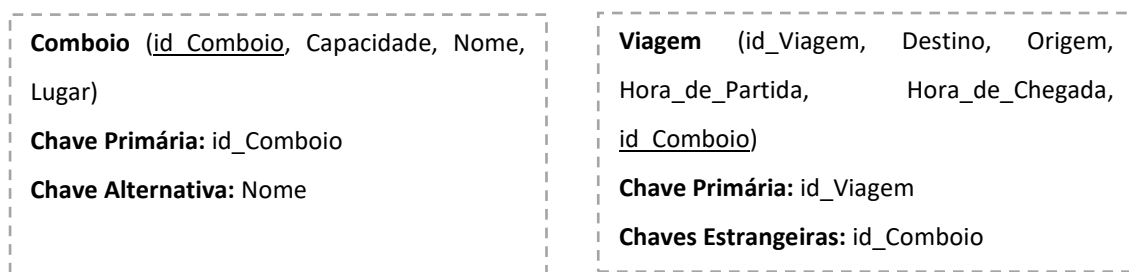 Comboio (id_Comboio, Capacidade, Nome,
Lugar)
Chave Primária: id_Comboio
Chave Alternativa: Nome
Viagem (id_Viagem, Destino, Origem,
Hora_de_Partida, Hora_de_Chegada,
id_Comboio)
Chave Primária: id_Viagem
Chaves Estrangeiras: id_Comboio